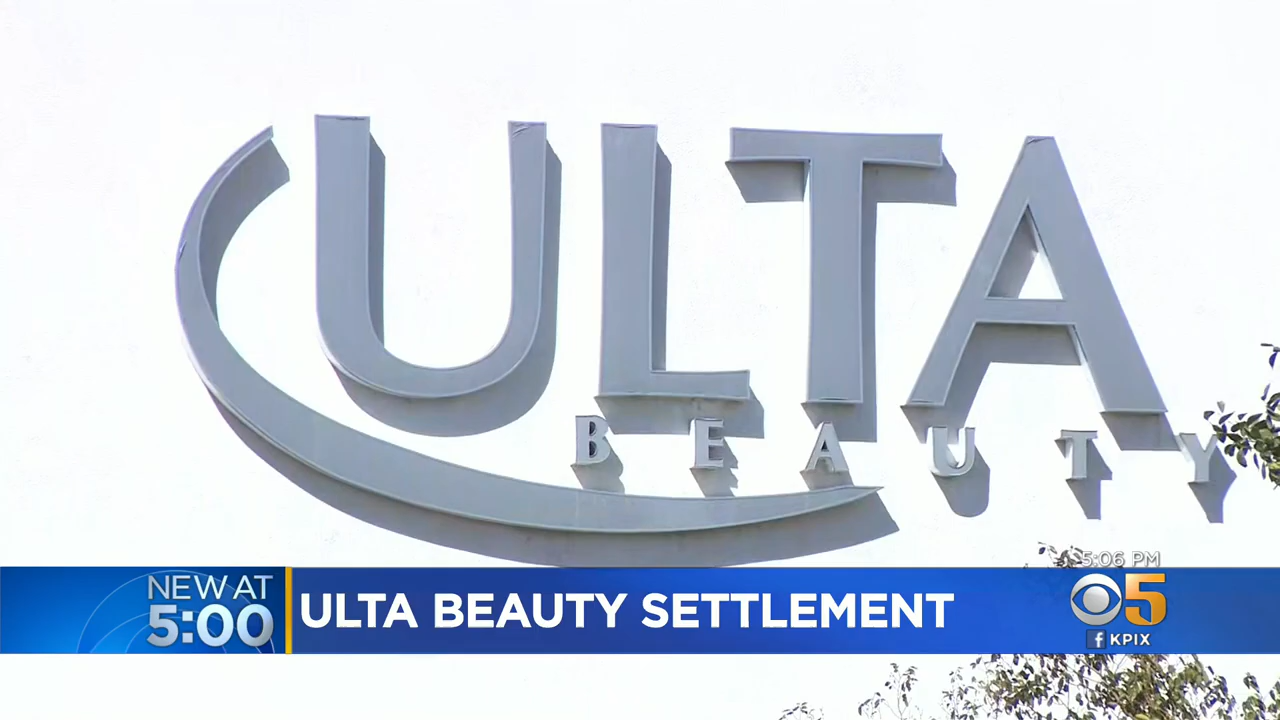 ULTA
BEAUTY
5:06 PM
NEW AT
5:00
ULTA BEAUTY SETTLEMENT
5
f KPIX